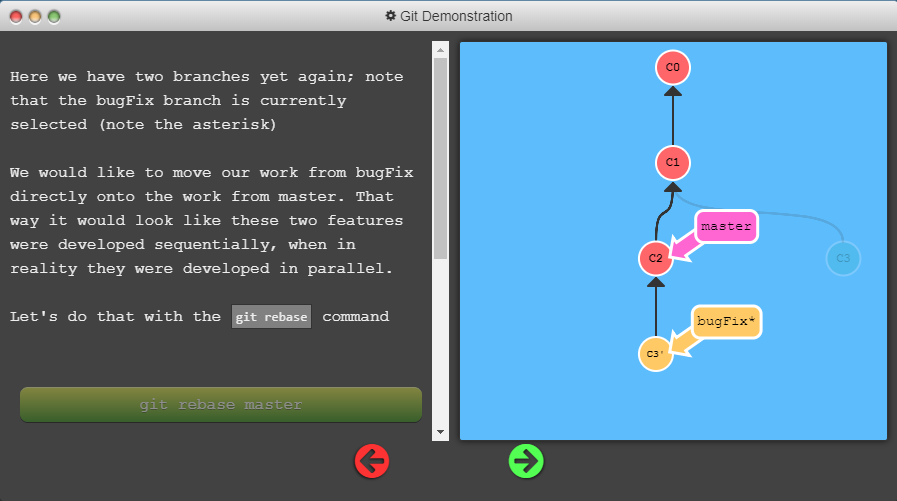 Git Demonstration
Here we have two branches yet again; note
that the bugFix branch is currently
selected (note the asterisk)
We would like to move our work from bugFix
directly onto the work from master. That
way it would look like these two features
were developed sequentially, when in
reality they were developed in parallel.
Let's do that with the git rebase command
git rebase master
C0
C1
master
C2
C3
bugFix*
C3'